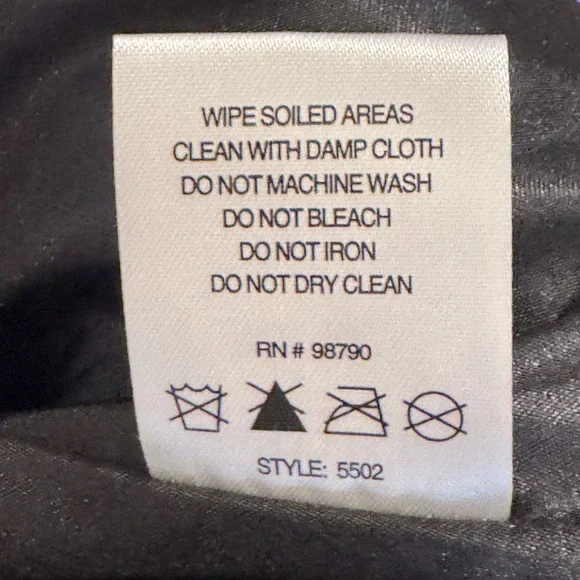 WIPE SOILED AREAS
CLEAN WITH DAMP CLOTH
DO NOT MACHINE WASH
DO NOT BLEACH
DO NOT IRON
DO NOT DRY CLEAN
RN # 98790
STYLE: 5502